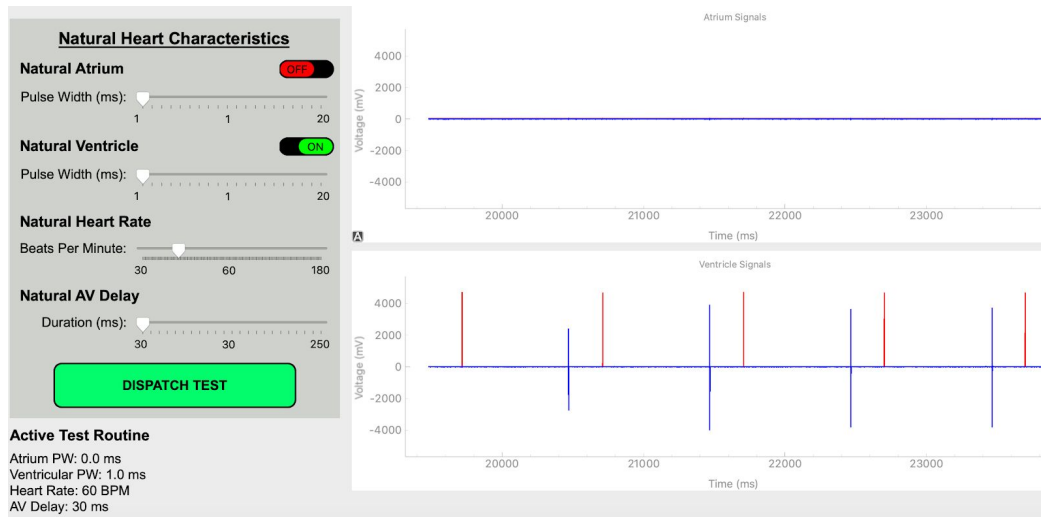 Natural Heart Characteristics
Natural Atrium OFF
Pulse Width (ms):
1 1 20
Natural Ventricle ON
Pulse Width (ms):
1 1 20
Natural Heart Rate
Beats Per Minute:
30 60 180
Natural AV Delay
Duration (ms):
30 30 250
DISPATCH TEST
Active Test Routine
Atrium PW: 0.0 ms
Ventricular PW: 1.0 ms
Heart Rate: 60 BPM
AV Delay: 30 ms
Atrium Signals
Voltage (mV)
4000
2000
0
-2000
-4000
20000 21000 22000 23000
Time (ms)
A
Ventricle Signals
Voltage (mV)
4000
2000
0
-2000
-4000
20000 21000 22000 23000
Time (ms)